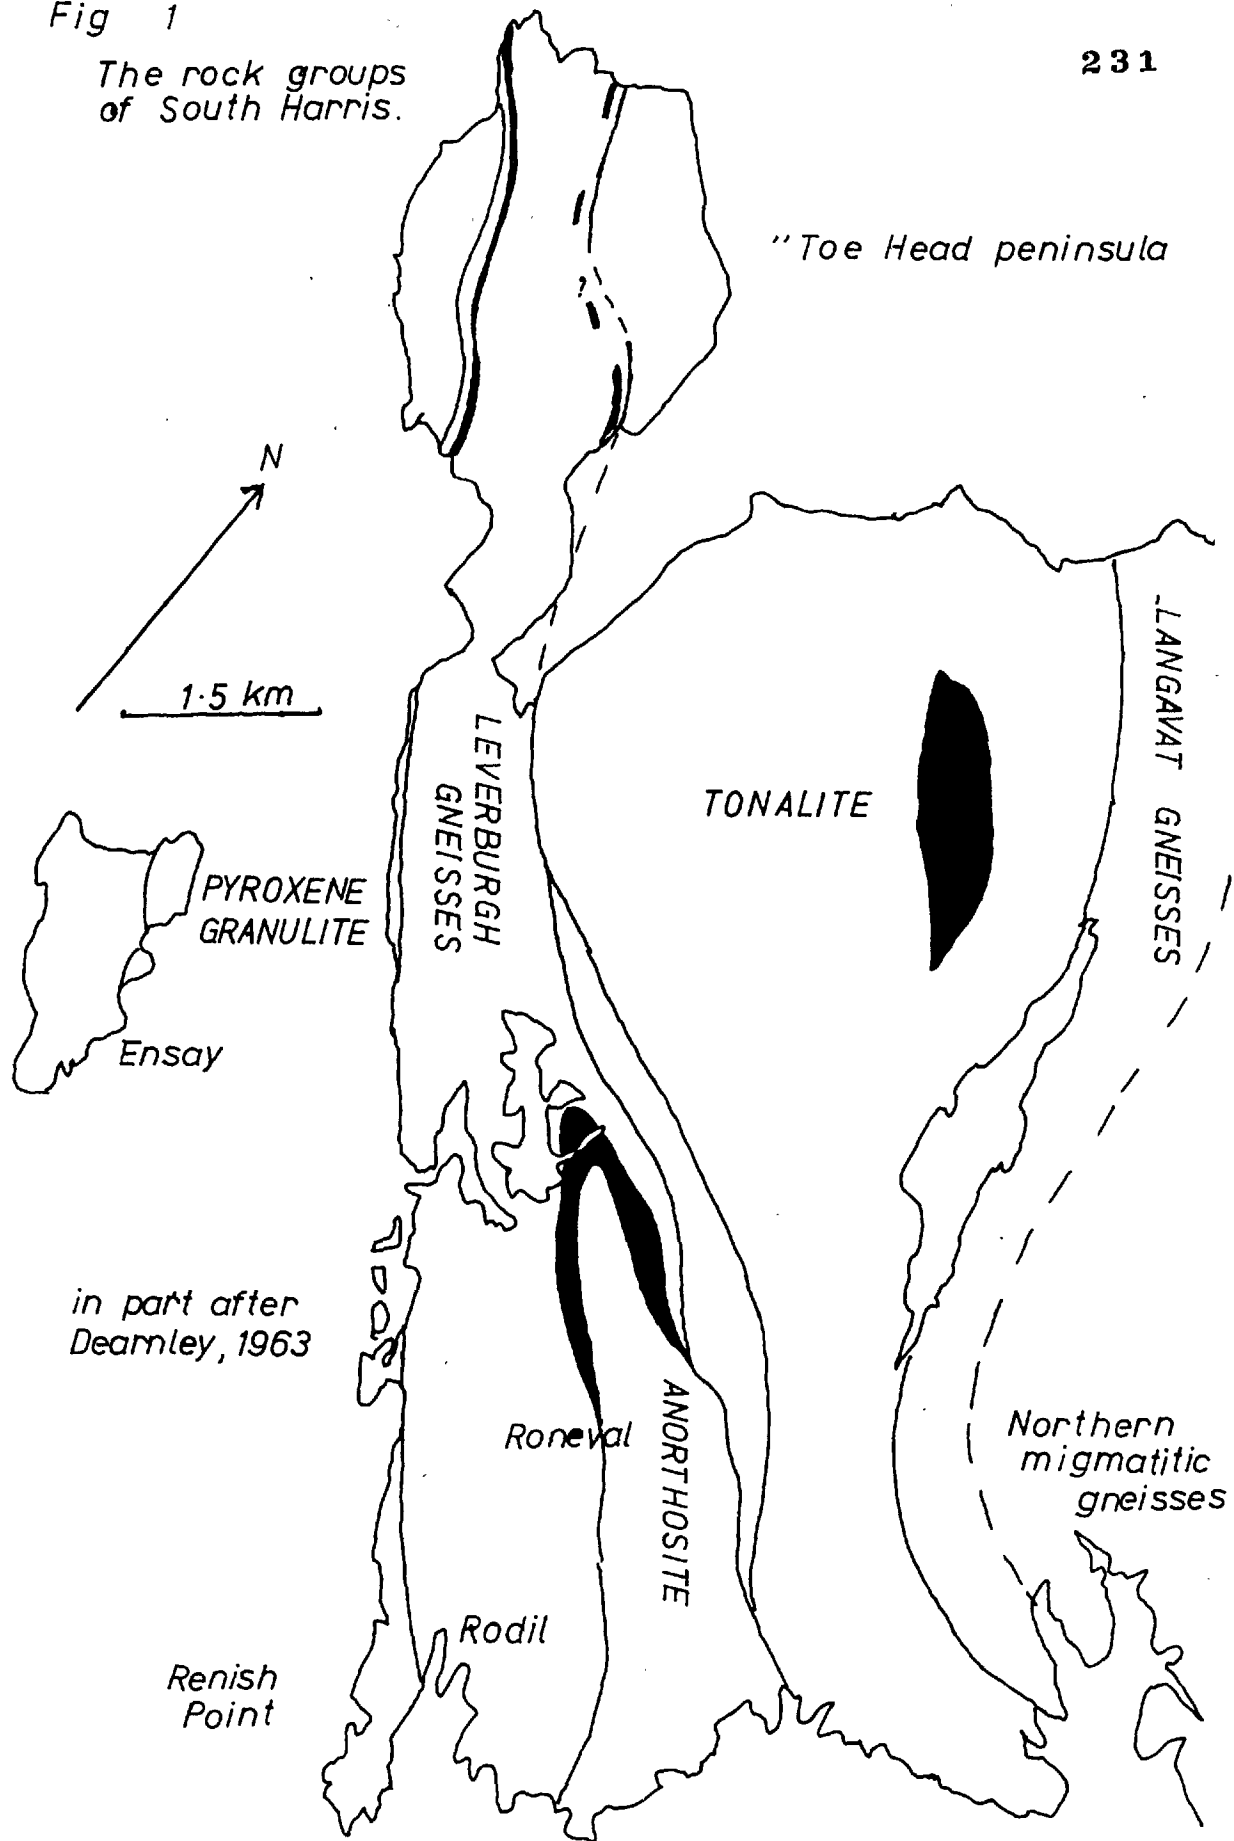 Fig 1
The rock groups
of South Harris.
231
"Toe Head peninsula
N
1·5 km
?
LANGAVAT GNEISSES
LEVERBURGH
GNEISSES
TONALITE
PYROXENE
GRANULITE
Ensay
in part after
Dearnley, 1963
Roneval
ANORTHOSITE
Northern
migmatitic
gneisses
Rodil
Renish
Point